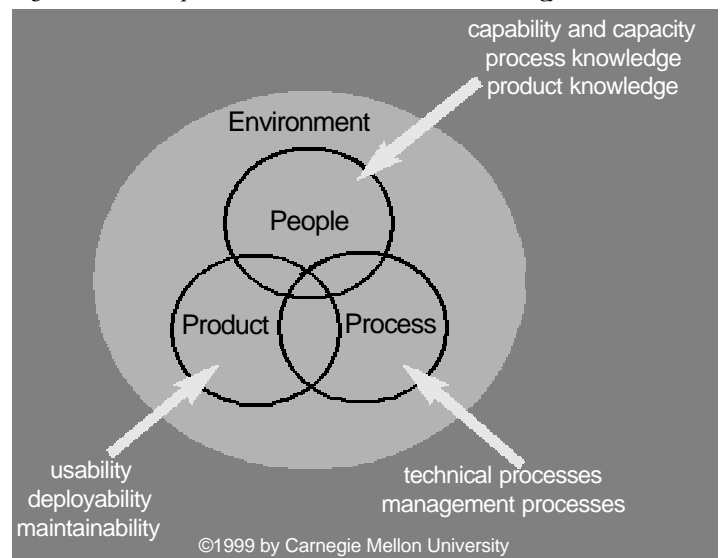 capability and capacity
process knowledge
product knowledge
Environment
People
Product
Process
usability
deployability
maintainability
technical processes
management processes
©1999 by Carnegie Mellon University